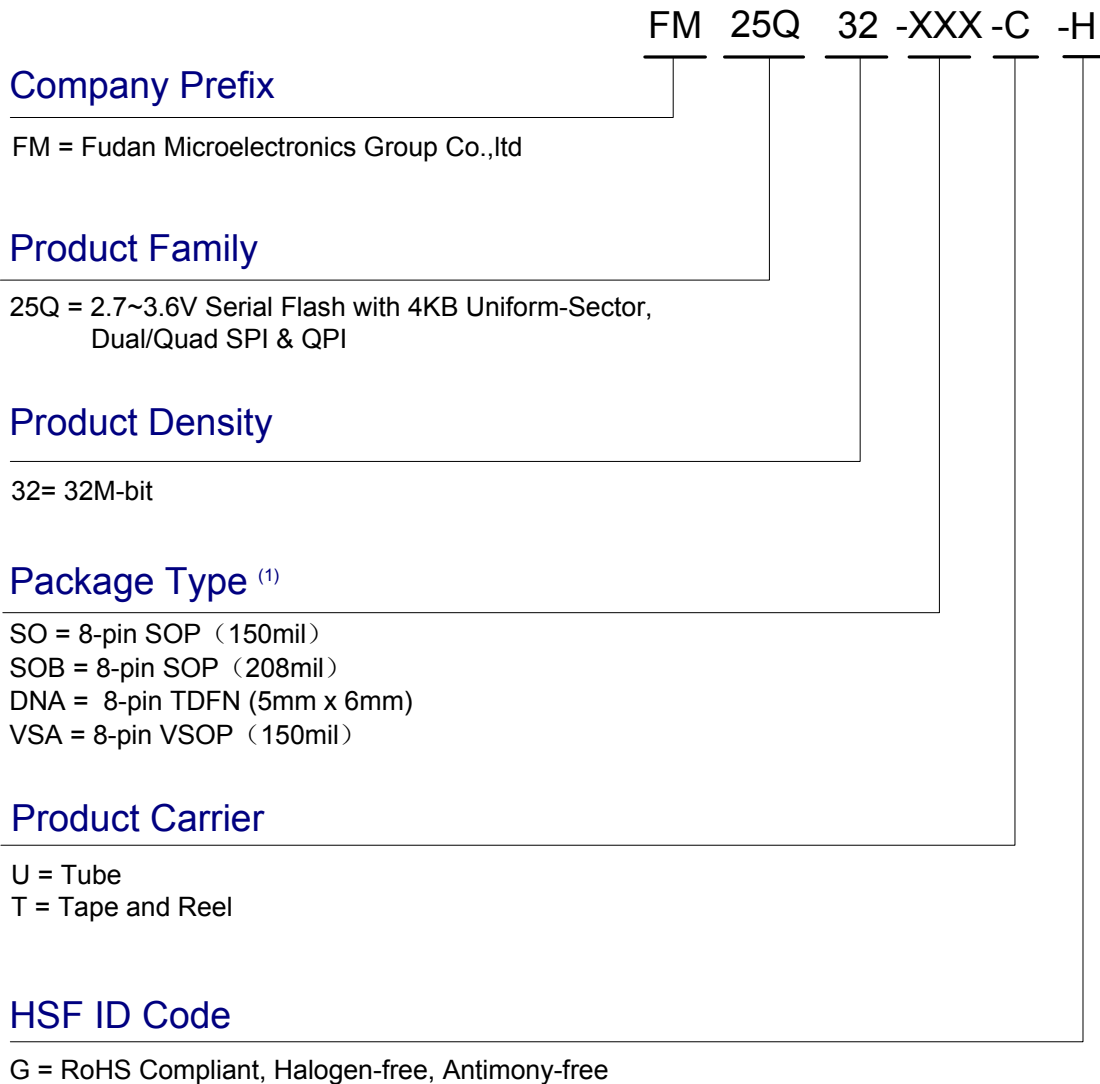 FM 25Q 32 -XXX -C -H
Company Prefix
FM = Fudan Microelectronics Group Co.,ltd
Product Family
25Q = 2.7~3.6V Serial Flash with 4KB Uniform-Sector,
Dual/Quad SPI & QPI
Product Density
32= 32M-bit
Package Type (1)
SO = 8-pin SOP（150mil）
SOB = 8-pin SOP（208mil）
DNA = 8-pin TDFN (5mm x 6mm)
VSA = 8-pin VSOP（150mil）
Product Carrier
U = Tube
T = Tape and Reel
HSF ID Code
G = RoHS Compliant, Halogen-free, Antimony-free